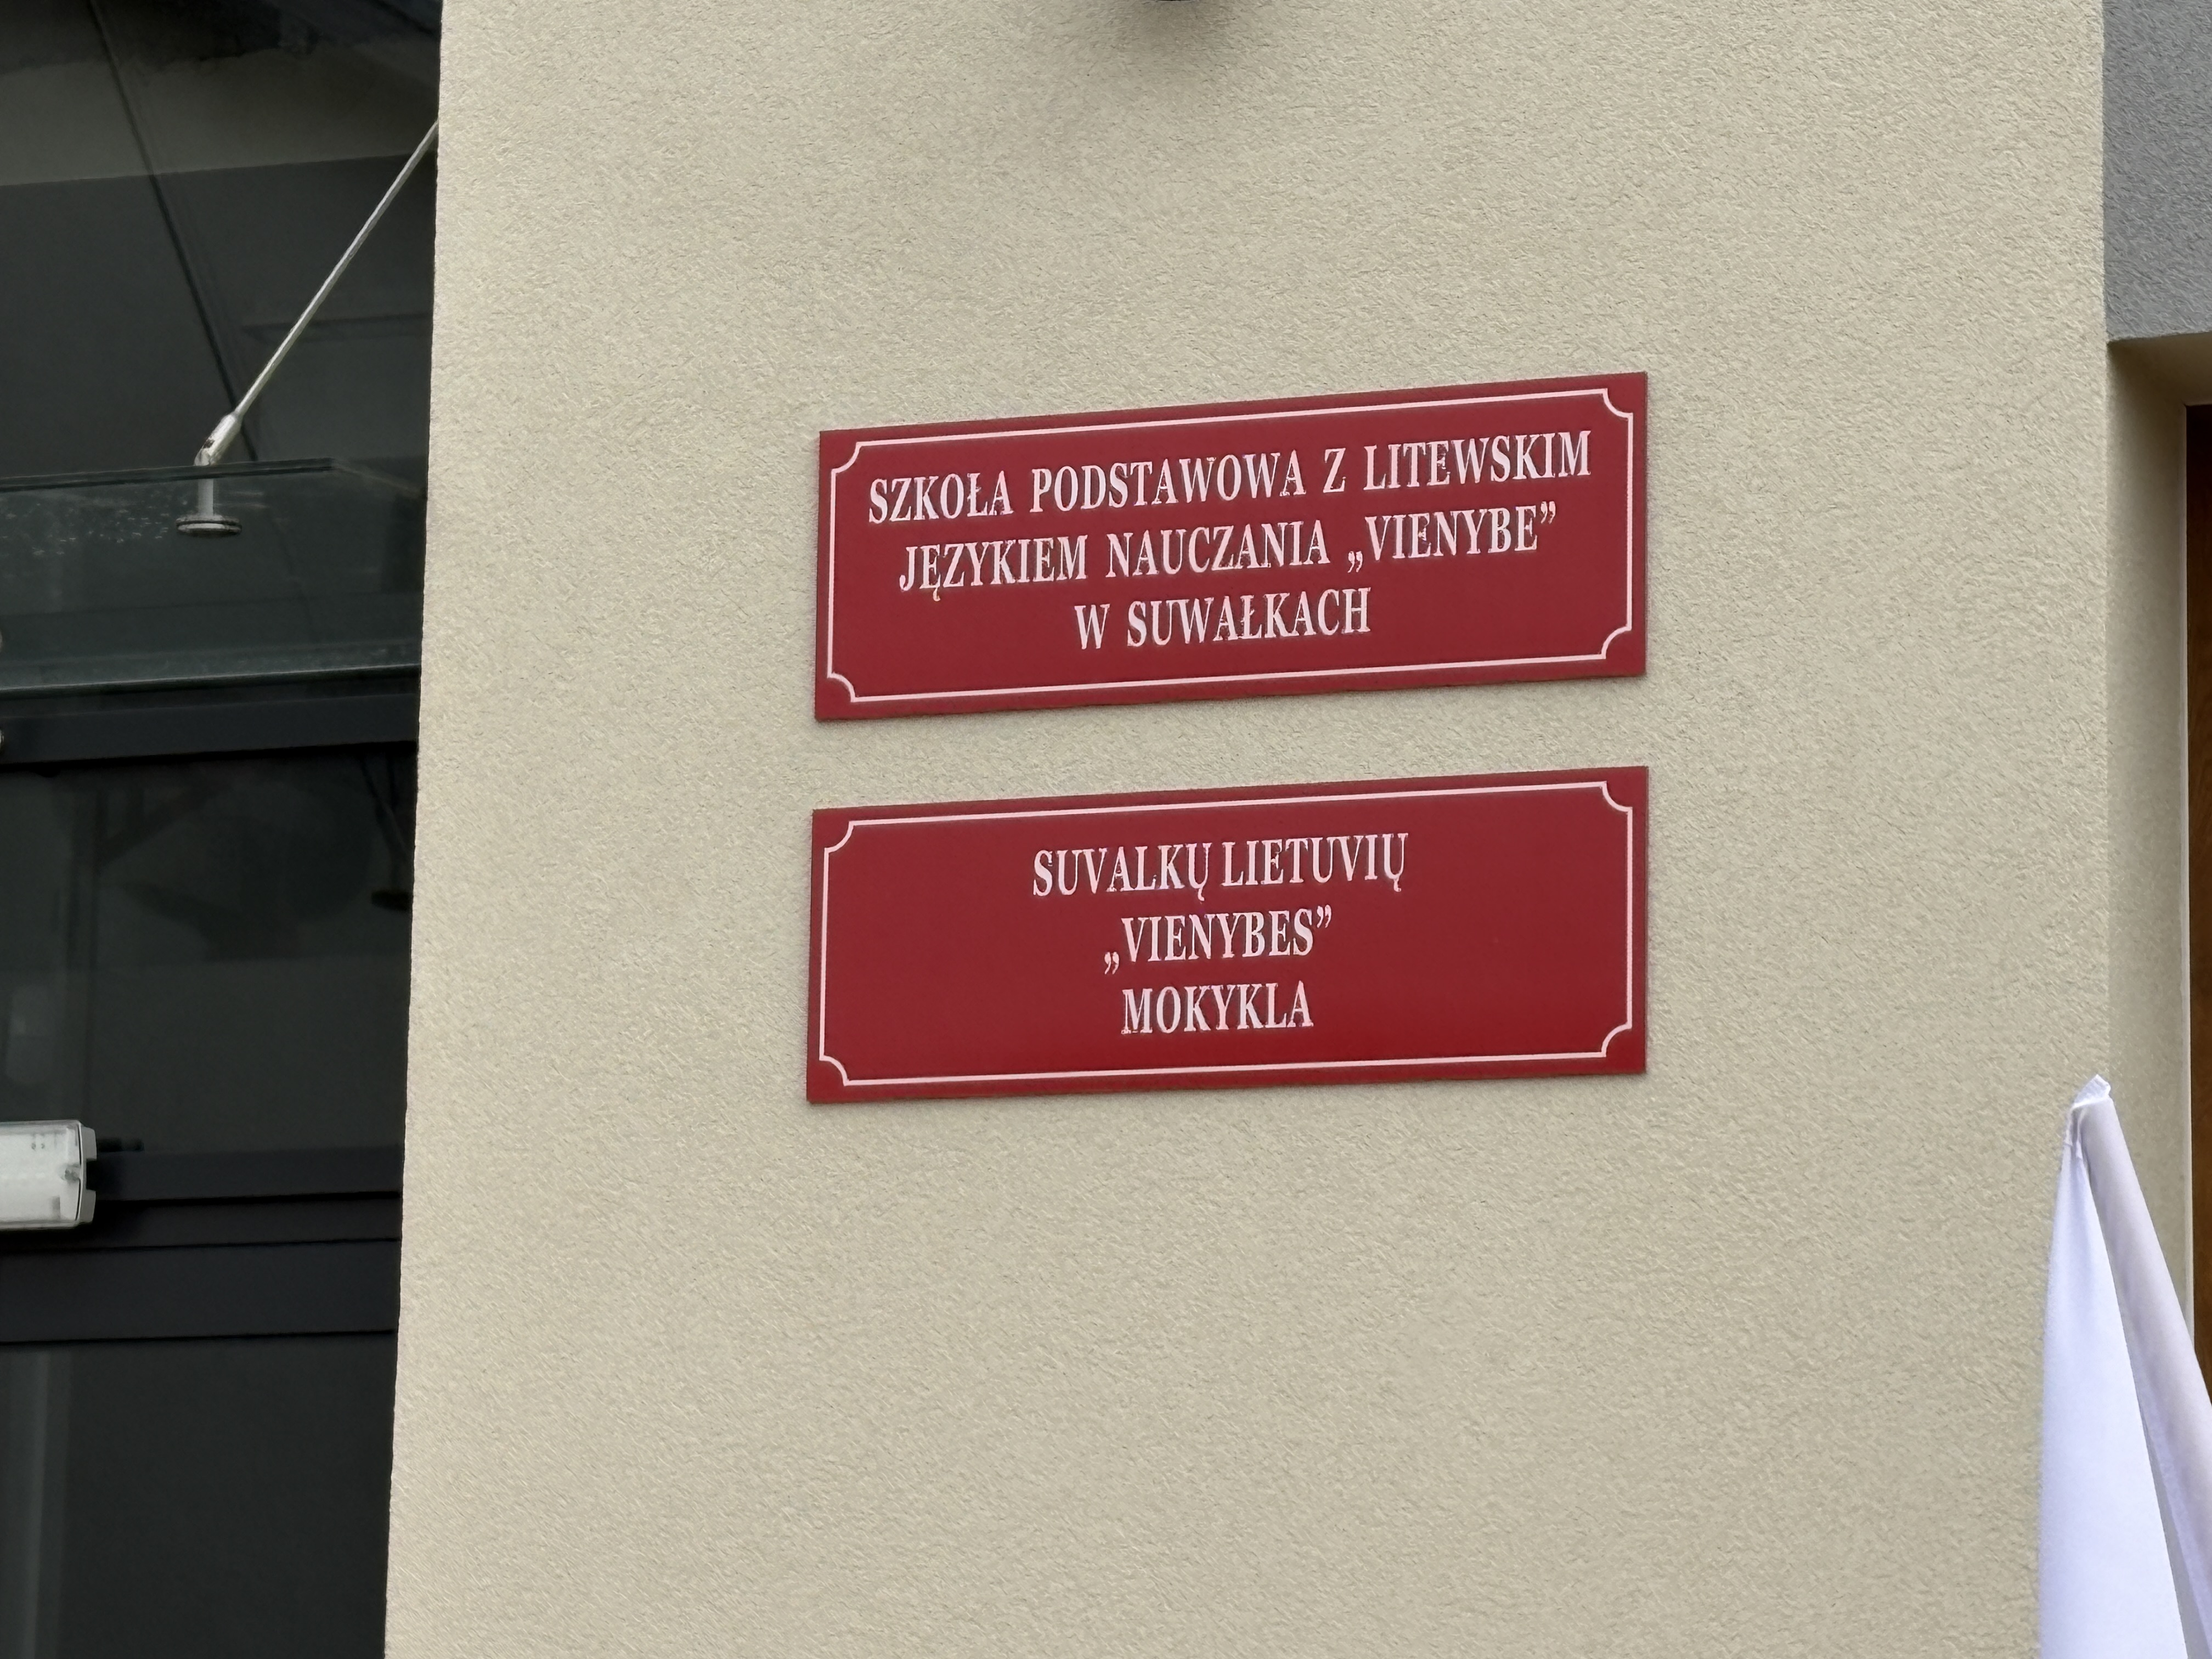 SZKOŁA PODSTAWOWA Z LITEWSKIM
JĘZYKIEM NAUCZANIA „VIENYBE”
W SUWAŁKACH
SUVALKŲ LIETUVIŲ
„VIENYBES”
MOKYKLA